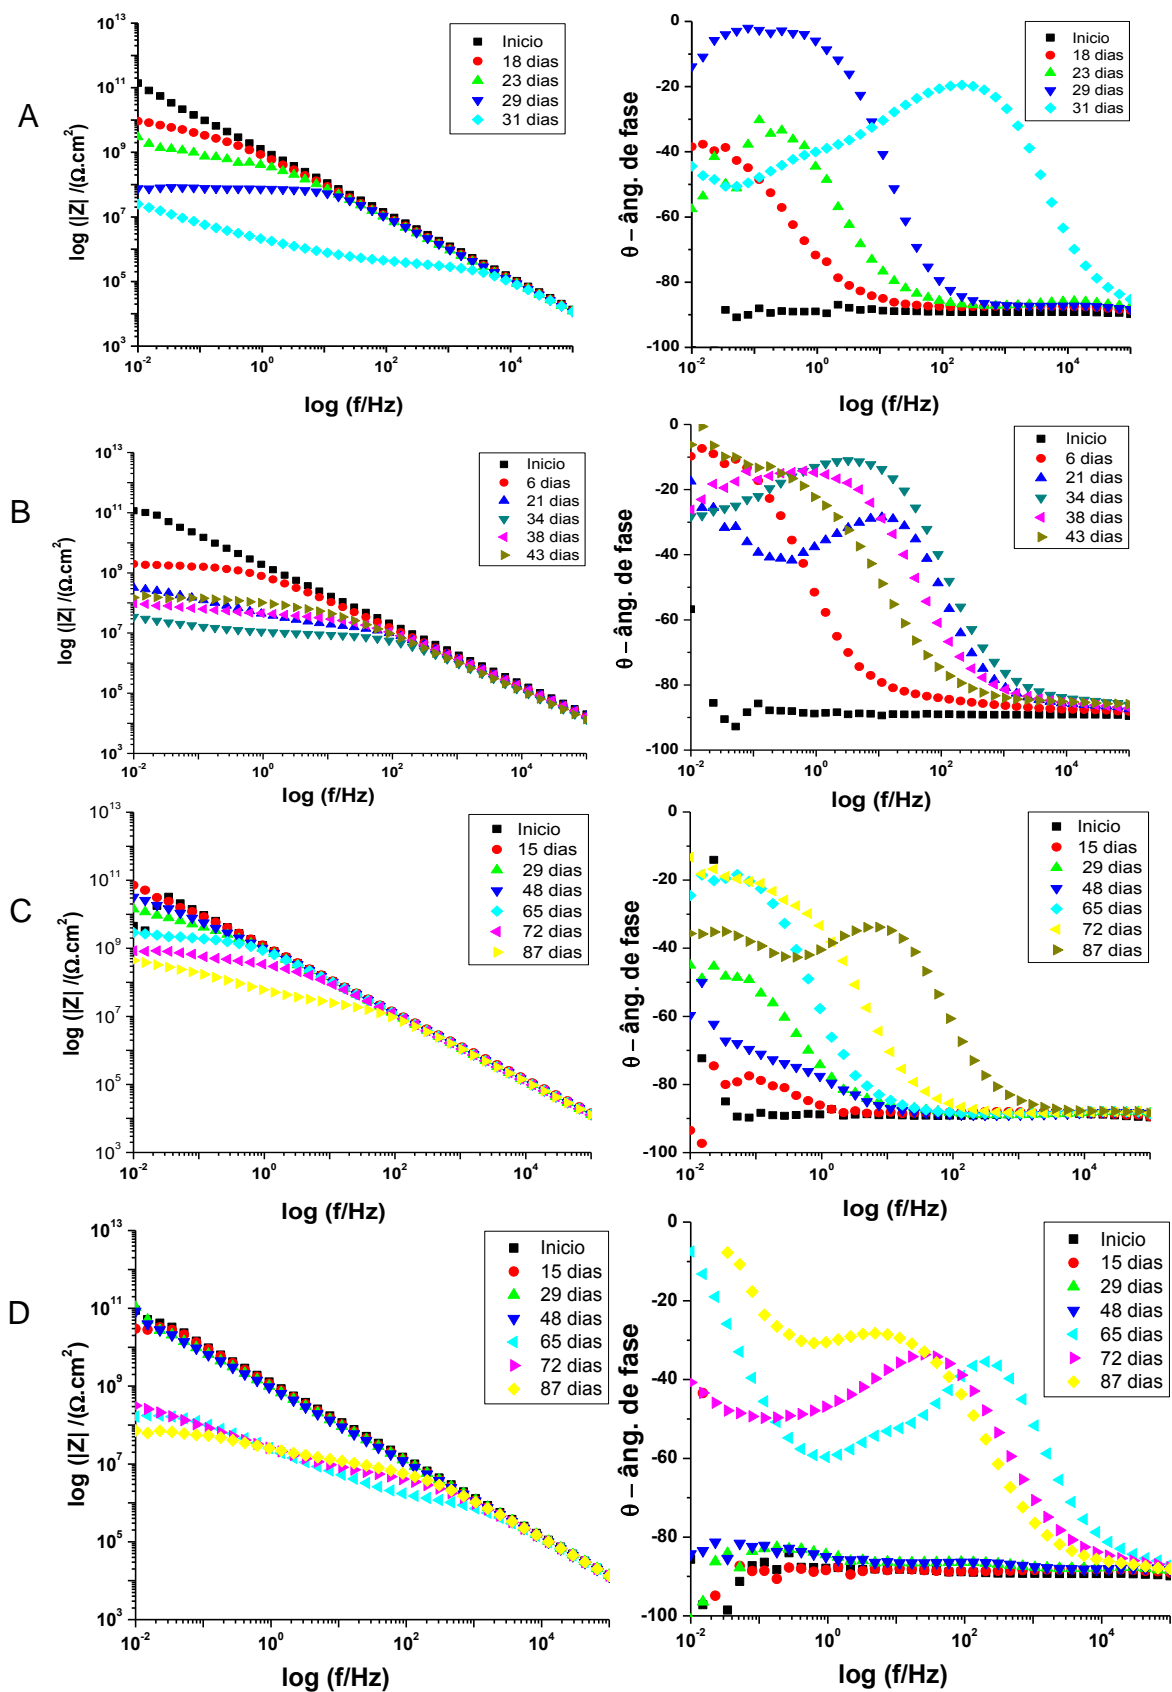 A
log (|Z| /(Ω.cm²)
10¹³
10¹¹
10⁹
10⁷
10⁵
10³
10⁻² 10⁰ 10² 10⁴
log (f/Hz)
Inicio
18 dias
23 dias
29 dias
31 dias
θ – âng. de fase
0
-20
-40
-60
-80
-100
10⁻² 10⁰ 10² 10⁴
log (f/Hz)
Inicio
18 dias
23 dias
29 dias
31 dias
B
log (|Z| /(Ω.cm²)
10¹³
10¹¹
10⁹
10⁷
10⁵
10³
10⁻² 10⁰ 10² 10⁴
log (f/Hz)
Inicio
6 dias
21 dias
34 dias
38 dias
43 dias
θ – âng. de fase
0
-20
-40
-60
-80
-100
10⁻² 10⁰ 10² 10⁴
log (f/Hz)
Inicio
6 dias
21 dias
34 dias
38 dias
43 dias
C
log (|Z| /(Ω.cm²)
10¹³
10¹¹
10⁹
10⁷
10⁵
10³
10⁻² 10⁰ 10² 10⁴
log (f/Hz)
Inicio
15 dias
29 dias
48 dias
65 dias
72 dias
87 dias
θ – âng. de fase
0
-20
-40
-60
-80
-100
10⁻² 10⁰ 10² 10⁴
log (f/Hz)
Inicio
15 dias
29 dias
48 dias
65 dias
72 dias
87 dias
D
log (|Z| /(Ω.cm²)
10¹³
10¹¹
10⁹
10⁷
10⁵
10³
10⁻² 10⁰ 10² 10⁴
log (f/Hz)
Inicio
15 dias
29 dias
48 dias
65 dias
72 dias
87 dias
θ – âng. de fase
0
-20
-40
-60
-80
-100
10⁻² 10⁰ 10² 10⁴
log (f/Hz)
Inicio
15 dias
29 dias
48 dias
65 dias
72 dias
87 dias